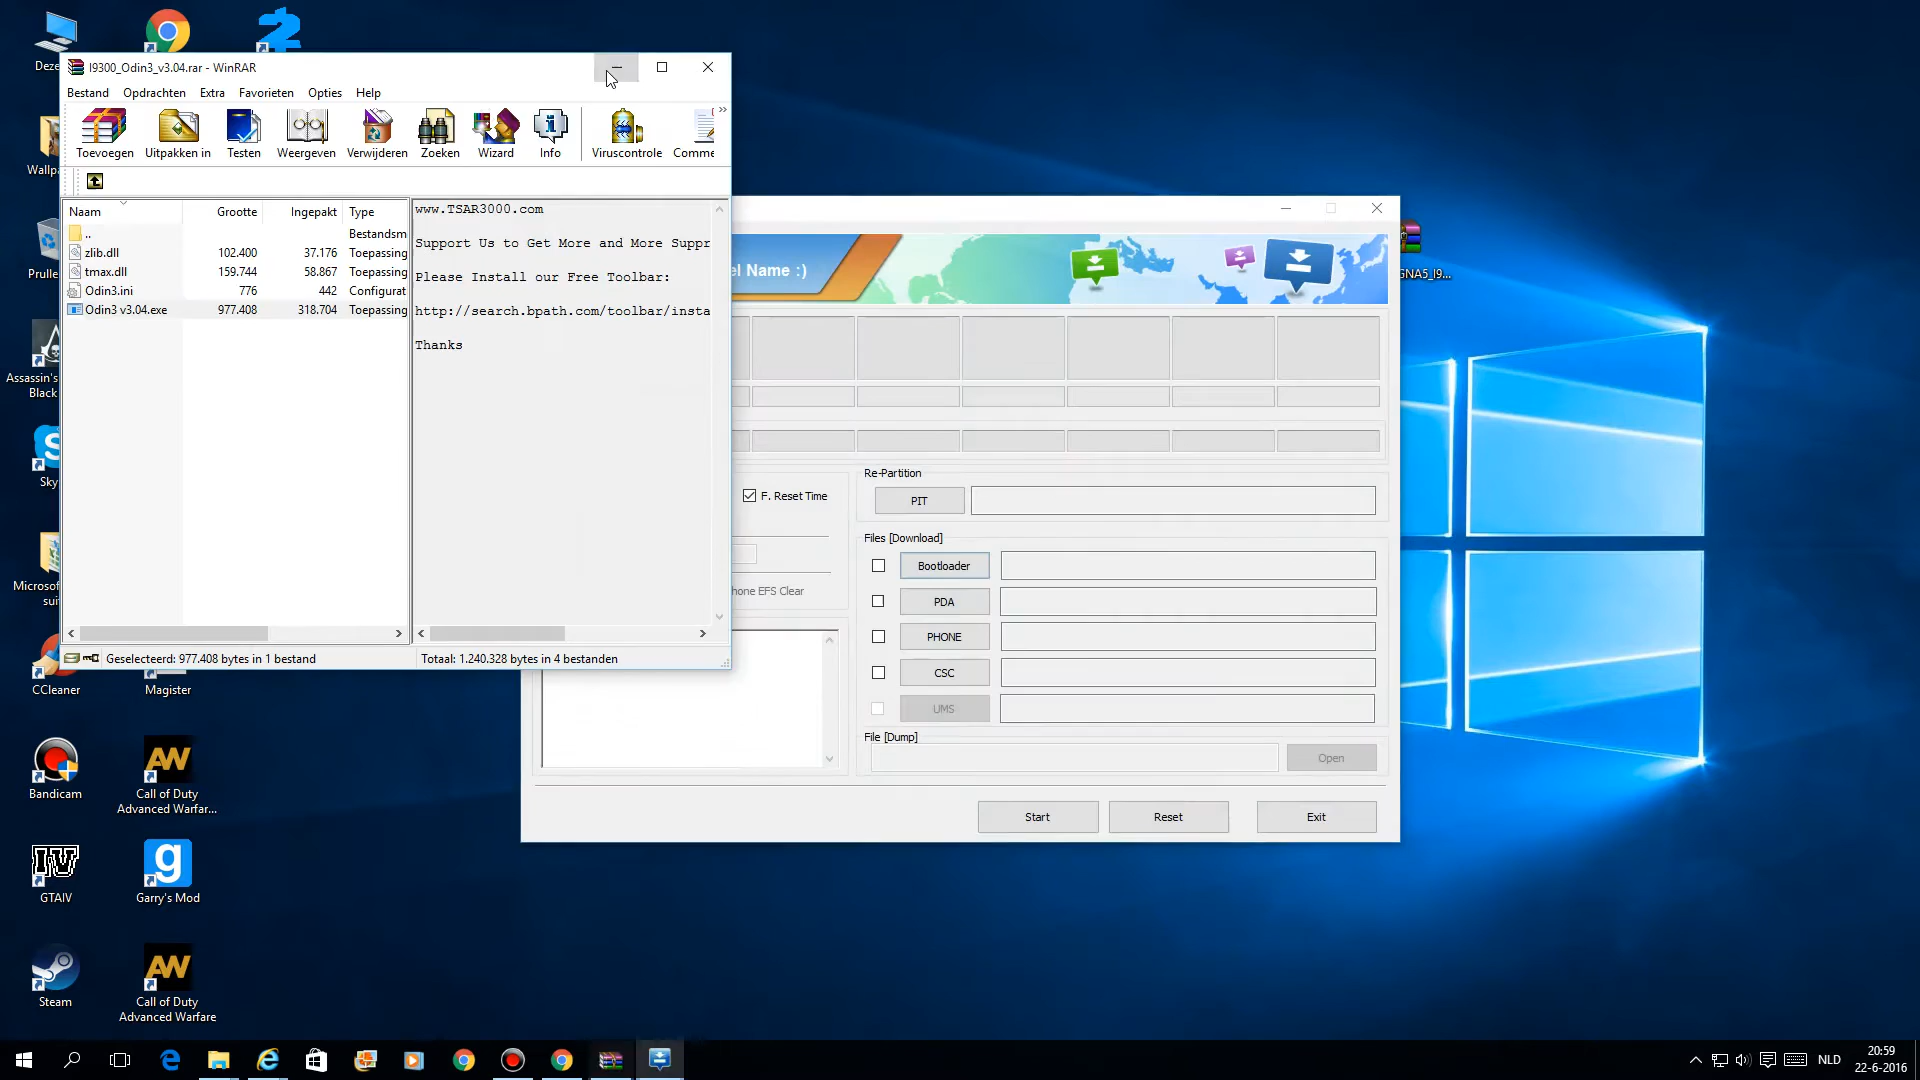 Deze
Wallpa
Prulle
Assassin's
Black
Sky
Microsof
sui
CCleaner
Magister
Bandicam
Call of Duty
Advanced Warfar...
GTAIV
Garry's Mod
Steam
Call of Duty
Advanced Warfare
I9300_Odin3_v3.04.rar - WinRAR
Bestand Opdrachten Extra Favorieten Opties Help
Toevoegen Uitpakken in Testen Weergeven Verwijderen Zoeken Wizard Info Viruscontrole Comme
Naam Grootte Ingepakt Type
.. Bestandsm
zlib.dll 102.400 37.176 Toepassing
tmax.dll 159.744 58.867 Toepassing
Odin3.ini 776 442 Configurat
Odin3 v3.04.exe 977.408 318.704 Toepassing
www.TSAR3000.com
Support Us to Get More and More Suppr
Please Install our Free Toolbar:
http://search.bpath.com/toolbar/insta
Thanks
Geselecteerd: 977.408 bytes in 1 bestand
Totaal: 1.240.328 bytes in 4 bestanden
el Name :)
GNA5_I9...
F. Reset Time
hone EFS Clear
Re-Partition
PIT
Files [Download]
Bootloader
PDA
PHONE
CSC
UMS
File [Dump]
Open
Start Reset Exit
NLD
20:59
22-6-2016